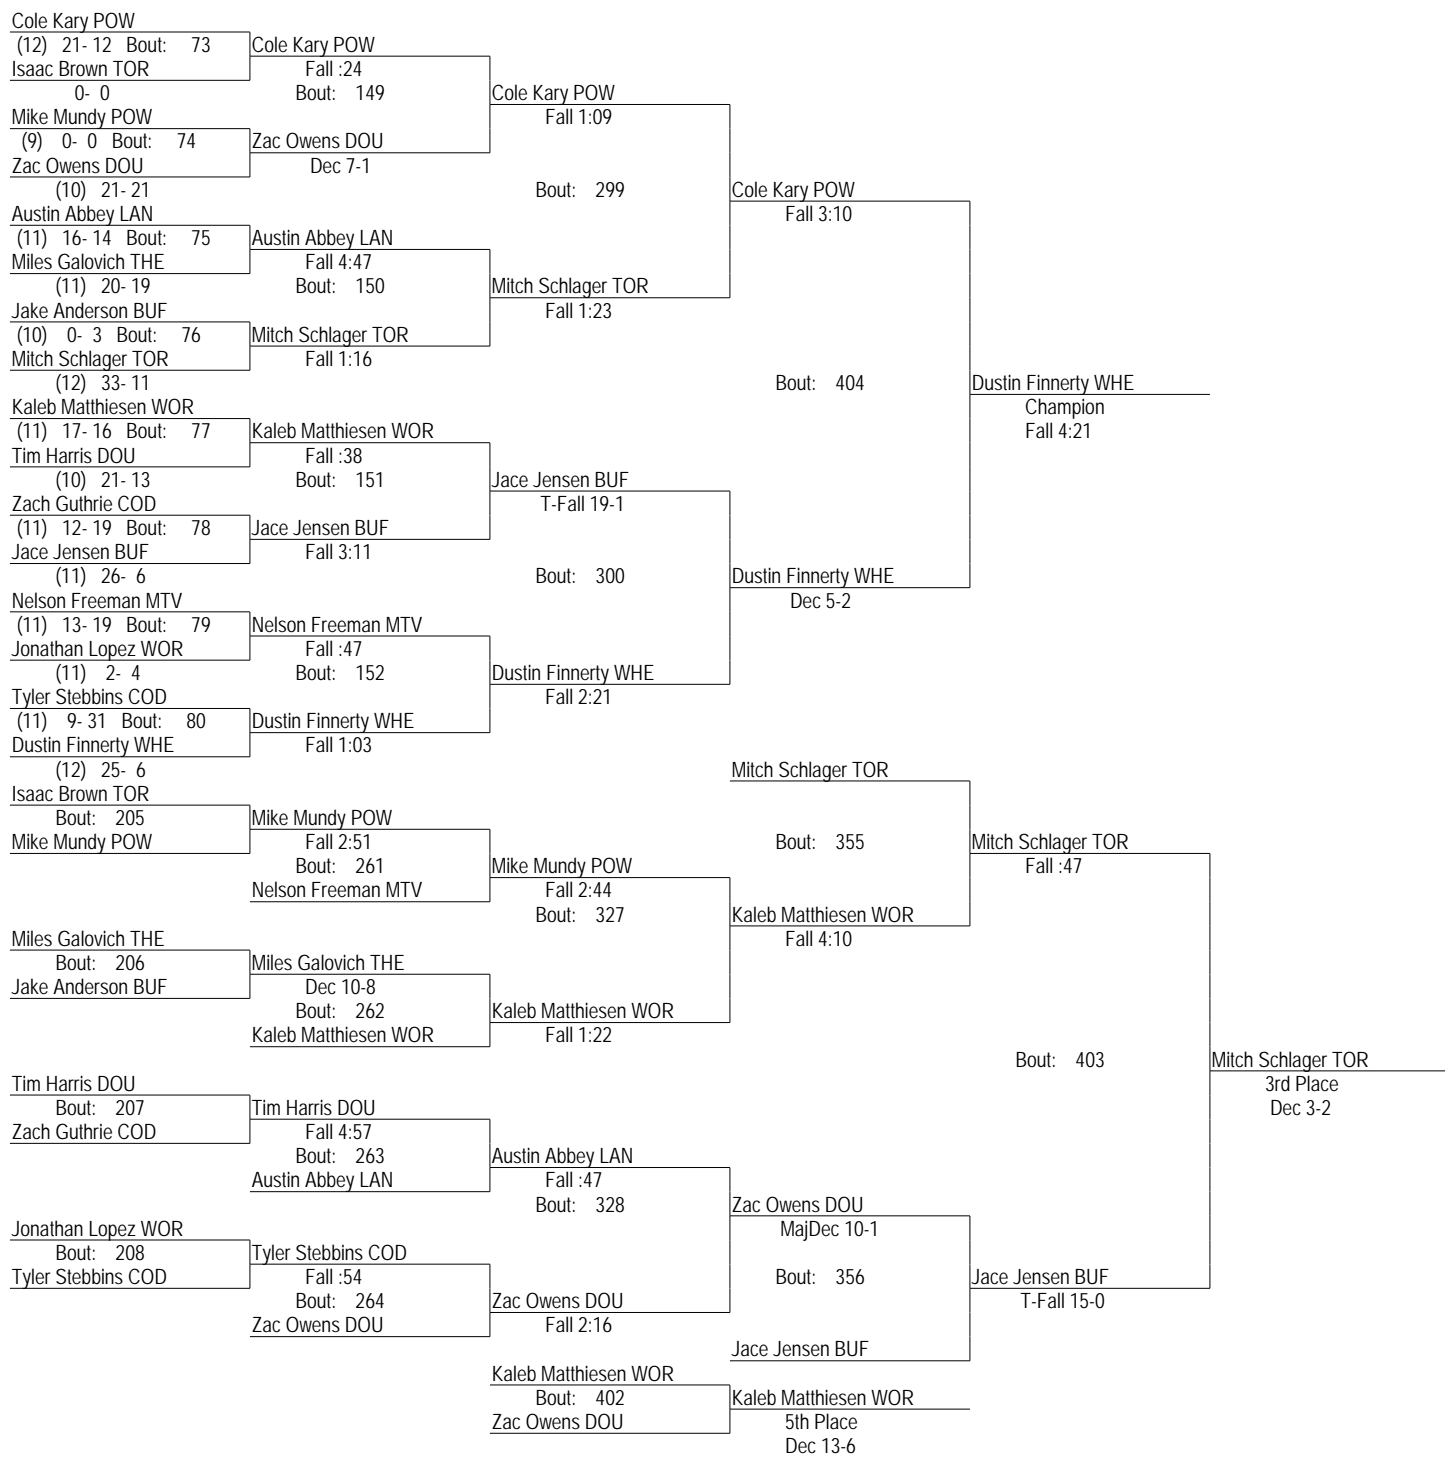 Cole Kary POW
(12) 21- 12 Bout: 73 Cole Kary POW
Isaac Brown TOR Fall :24
0- 0 Bout: 149 Cole Kary POW
Mike Mundy POW Fall 1:09
(9) 0- 0 Bout: 74 Zac Owens DOU
Zac Owens DOU Dec 7-1
(10) 21- 21 Bout: 299 Cole Kary POW
Austin Abbey LAN Fall 3:10
(11) 16- 14 Bout: 75 Austin Abbey LAN
Miles Galovich THE Fall 4:47
(11) 20- 19 Bout: 150 Mitch Schlager TOR
Jake Anderson BUF Fall 1:23
(10) 0- 3 Bout: 76 Mitch Schlager TOR
Mitch Schlager TOR Fall 1:16
(12) 33- 11 Bout: 404 Dustin Finnerty WHE
Kaleb Matthiesen WOR Champion
(11) 17- 16 Bout: 77 Kaleb Matthiesen WOR Fall 4:21
Tim Harris DOU Fall :38
(10) 21- 13 Bout: 151 Jace Jensen BUF
Zach Guthrie COD T-Fall 19-1
(11) 12- 19 Bout: 78 Jace Jensen BUF
Jace Jensen BUF Fall 3:11
(11) 26- 6 Bout: 300 Dustin Finnerty WHE
Nelson Freeman MTV Dec 5-2
(11) 13- 19 Bout: 79 Nelson Freeman MTV
Jonathan Lopez WOR Fall :47
(11) 2- 4 Bout: 152 Dustin Finnerty WHE
Tyler Stebbins COD Fall 2:21
(11) 9- 31 Bout: 80 Dustin Finnerty WHE
Dustin Finnerty WHE Fall 1:03
(12) 25- 6 Mitch Schlager TOR
Isaac Brown TOR
Bout: 205 Mike Mundy POW
Mike Mundy POW Fall 2:51 Bout: 355 Mitch Schlager TOR
Bout: 261 Mike Mundy POW Fall :47
Nelson Freeman MTV Fall 2:44
Bout: 327 Kaleb Matthiesen WOR
Miles Galovich THE Fall 4:10
Bout: 206 Miles Galovich THE
Jake Anderson BUF Dec 10-8
Bout: 262 Kaleb Matthiesen WOR
Kaleb Matthiesen WOR Fall 1:22
Bout: 403 Mitch Schlager TOR
Tim Harris DOU 3rd Place
Bout: 207 Tim Harris DOU Dec 3-2
Zach Guthrie COD Fall 4:57
Bout: 263 Austin Abbey LAN
Austin Abbey LAN Fall :47
Bout: 328 Zac Owens DOU
Jonathan Lopez WOR MajDec 10-1
Bout: 208 Tyler Stebbins COD
Tyler Stebbins COD Fall :54 Bout: 356 Jace Jensen BUF
Bout: 264 Zac Owens DOU T-Fall 15-0
Zac Owens DOU Fall 2:16
Jace Jensen BUF
Kaleb Matthiesen WOR
Bout: 402 Kaleb Matthiesen WOR
Zac Owens DOU 5th Place
Dec 13-6